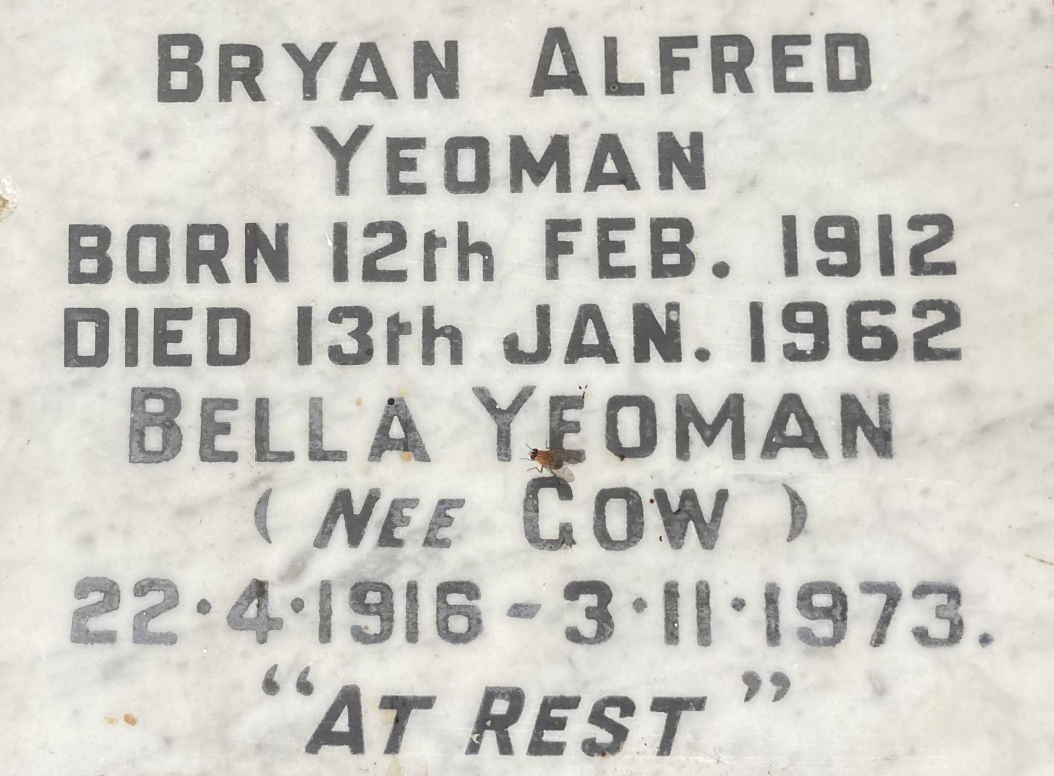 BRYAN ALFRED
YEOMAN
BORN 12th FEB. 1912
DIED 13th JAN. 1962
BELLA YEOMAN
( NEE COW )
22·4·1916 - 3·11·1973.
“AT REST”